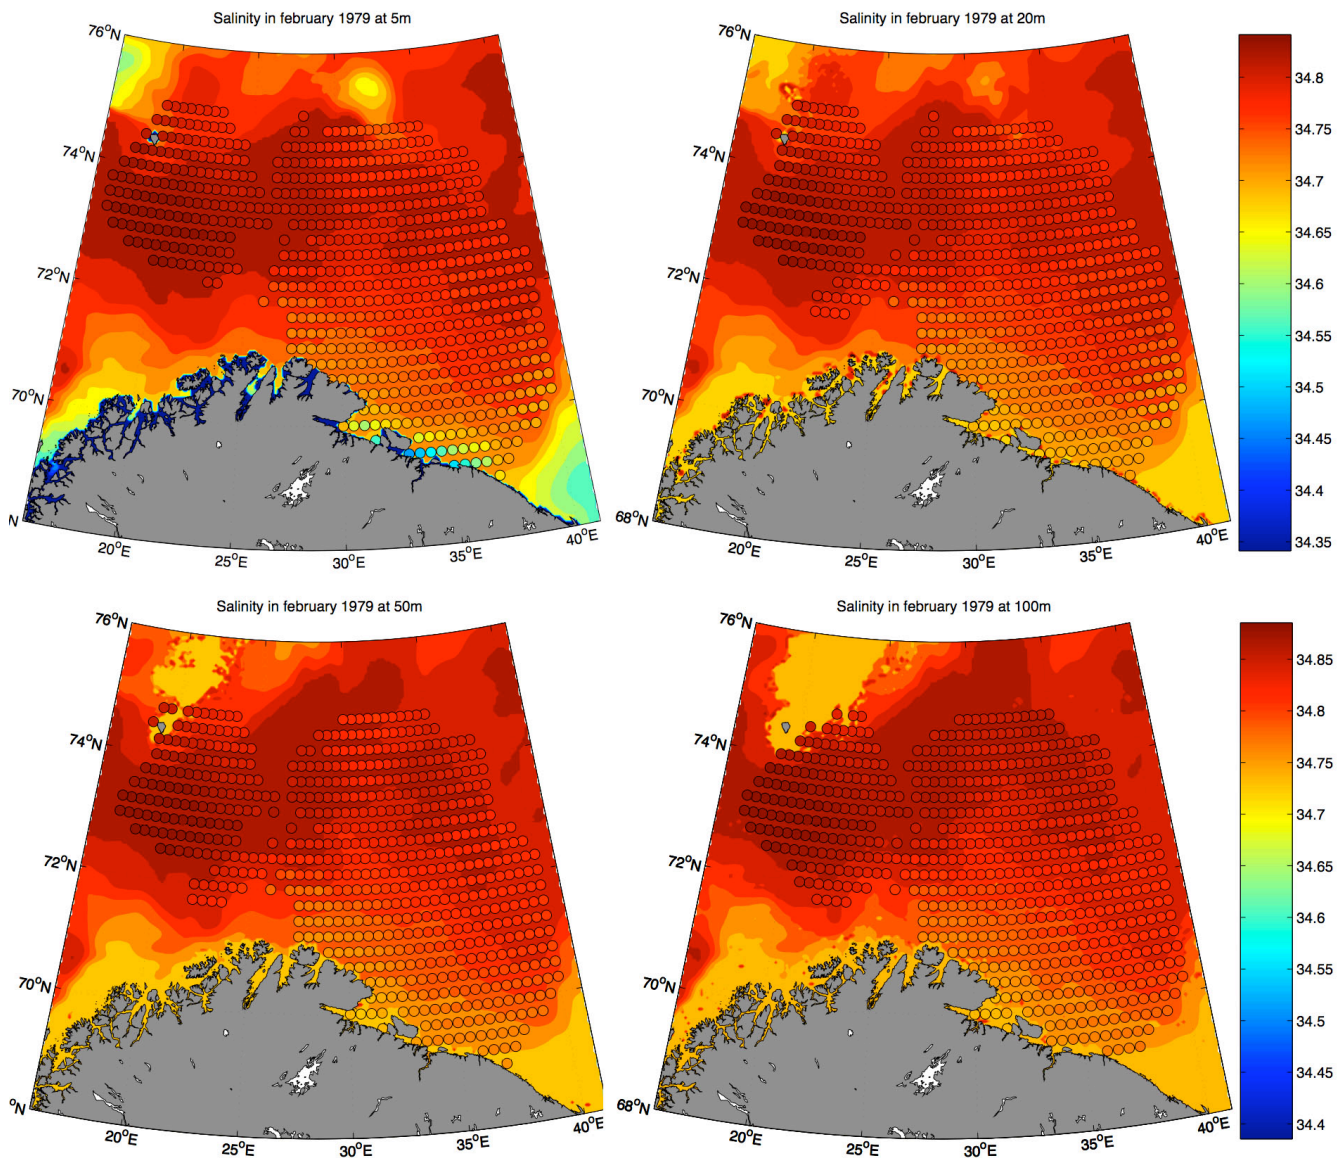 Salinity in february 1979 at 5m
Salinity in february 1979 at 20m
76°N
74°N
72°N
70°N
N
20°E
25°E
30°E
35°E
40°E
76°N
74°N
72°N
70°N
68°N
20°E
25°E
30°E
35°E
40°E
34.8
34.75
34.7
34.65
34.6
34.55
34.5
34.45
34.4
34.35
Salinity in february 1979 at 50m
Salinity in february 1979 at 100m
76°N
74°N
72°N
70°N
°N
20°E
25°E
30°E
35°E
40°E
76°N
74°N
72°N
70°N
68°N
20°E
25°E
30°E
35°E
40°E
34.85
34.8
34.75
34.7
34.65
34.6
34.55
34.5
34.45
34.4